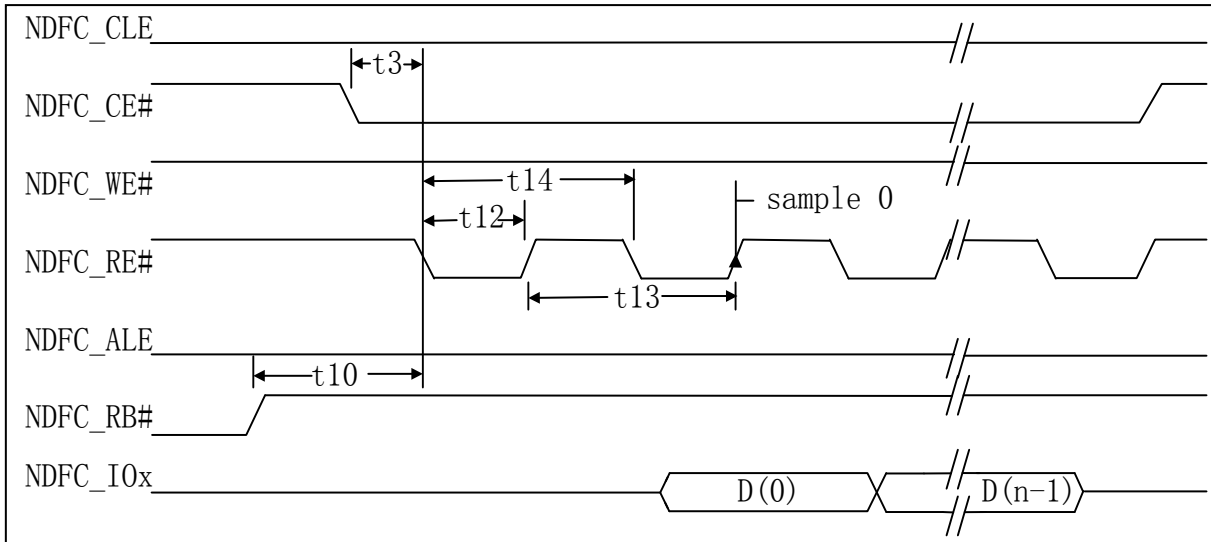 NDFC_CLE
t3
NDFC_CE#
NDFC_WE#
t14
sample 0
t12
NDFC_RE#
t13
NDFC_ALE
t10
NDFC_RB#
NDFC_IOx
D(0)
D(n-1)